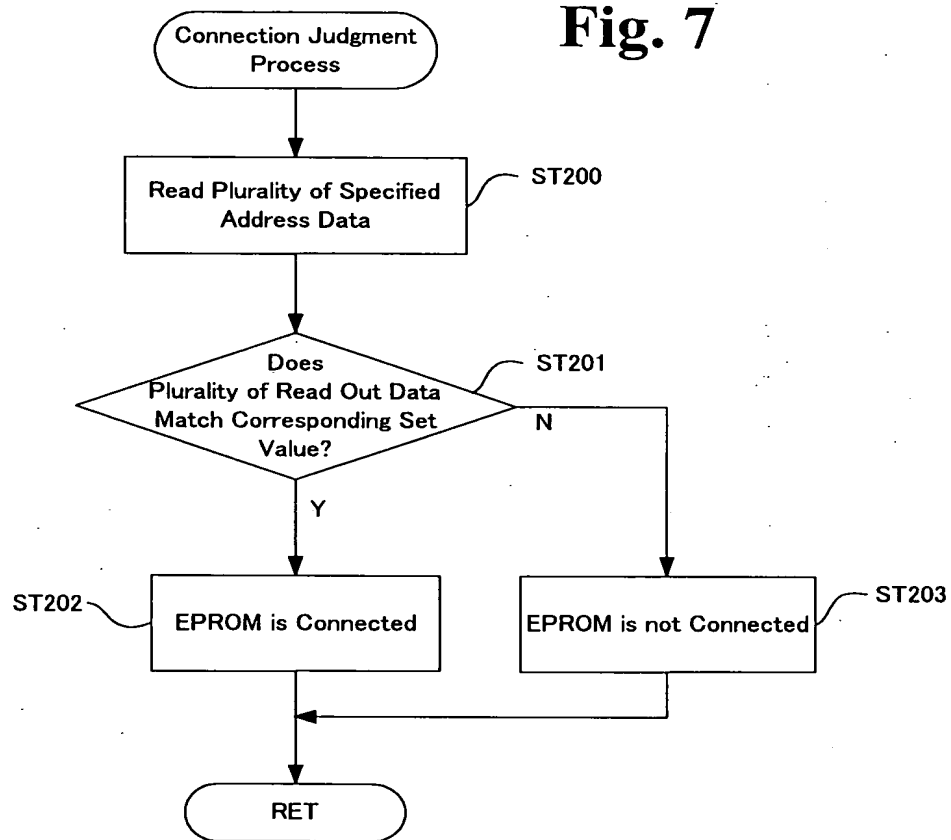 Fig. 7
Connection Judgment
Process
Read Plurality of Specified
Address Data
ST200
Does
Plurality of Read Out Data
Match Corresponding Set
Value?
ST201
N
Y
ST202
EPROM is Connected
EPROM is not Connected
ST203
RET